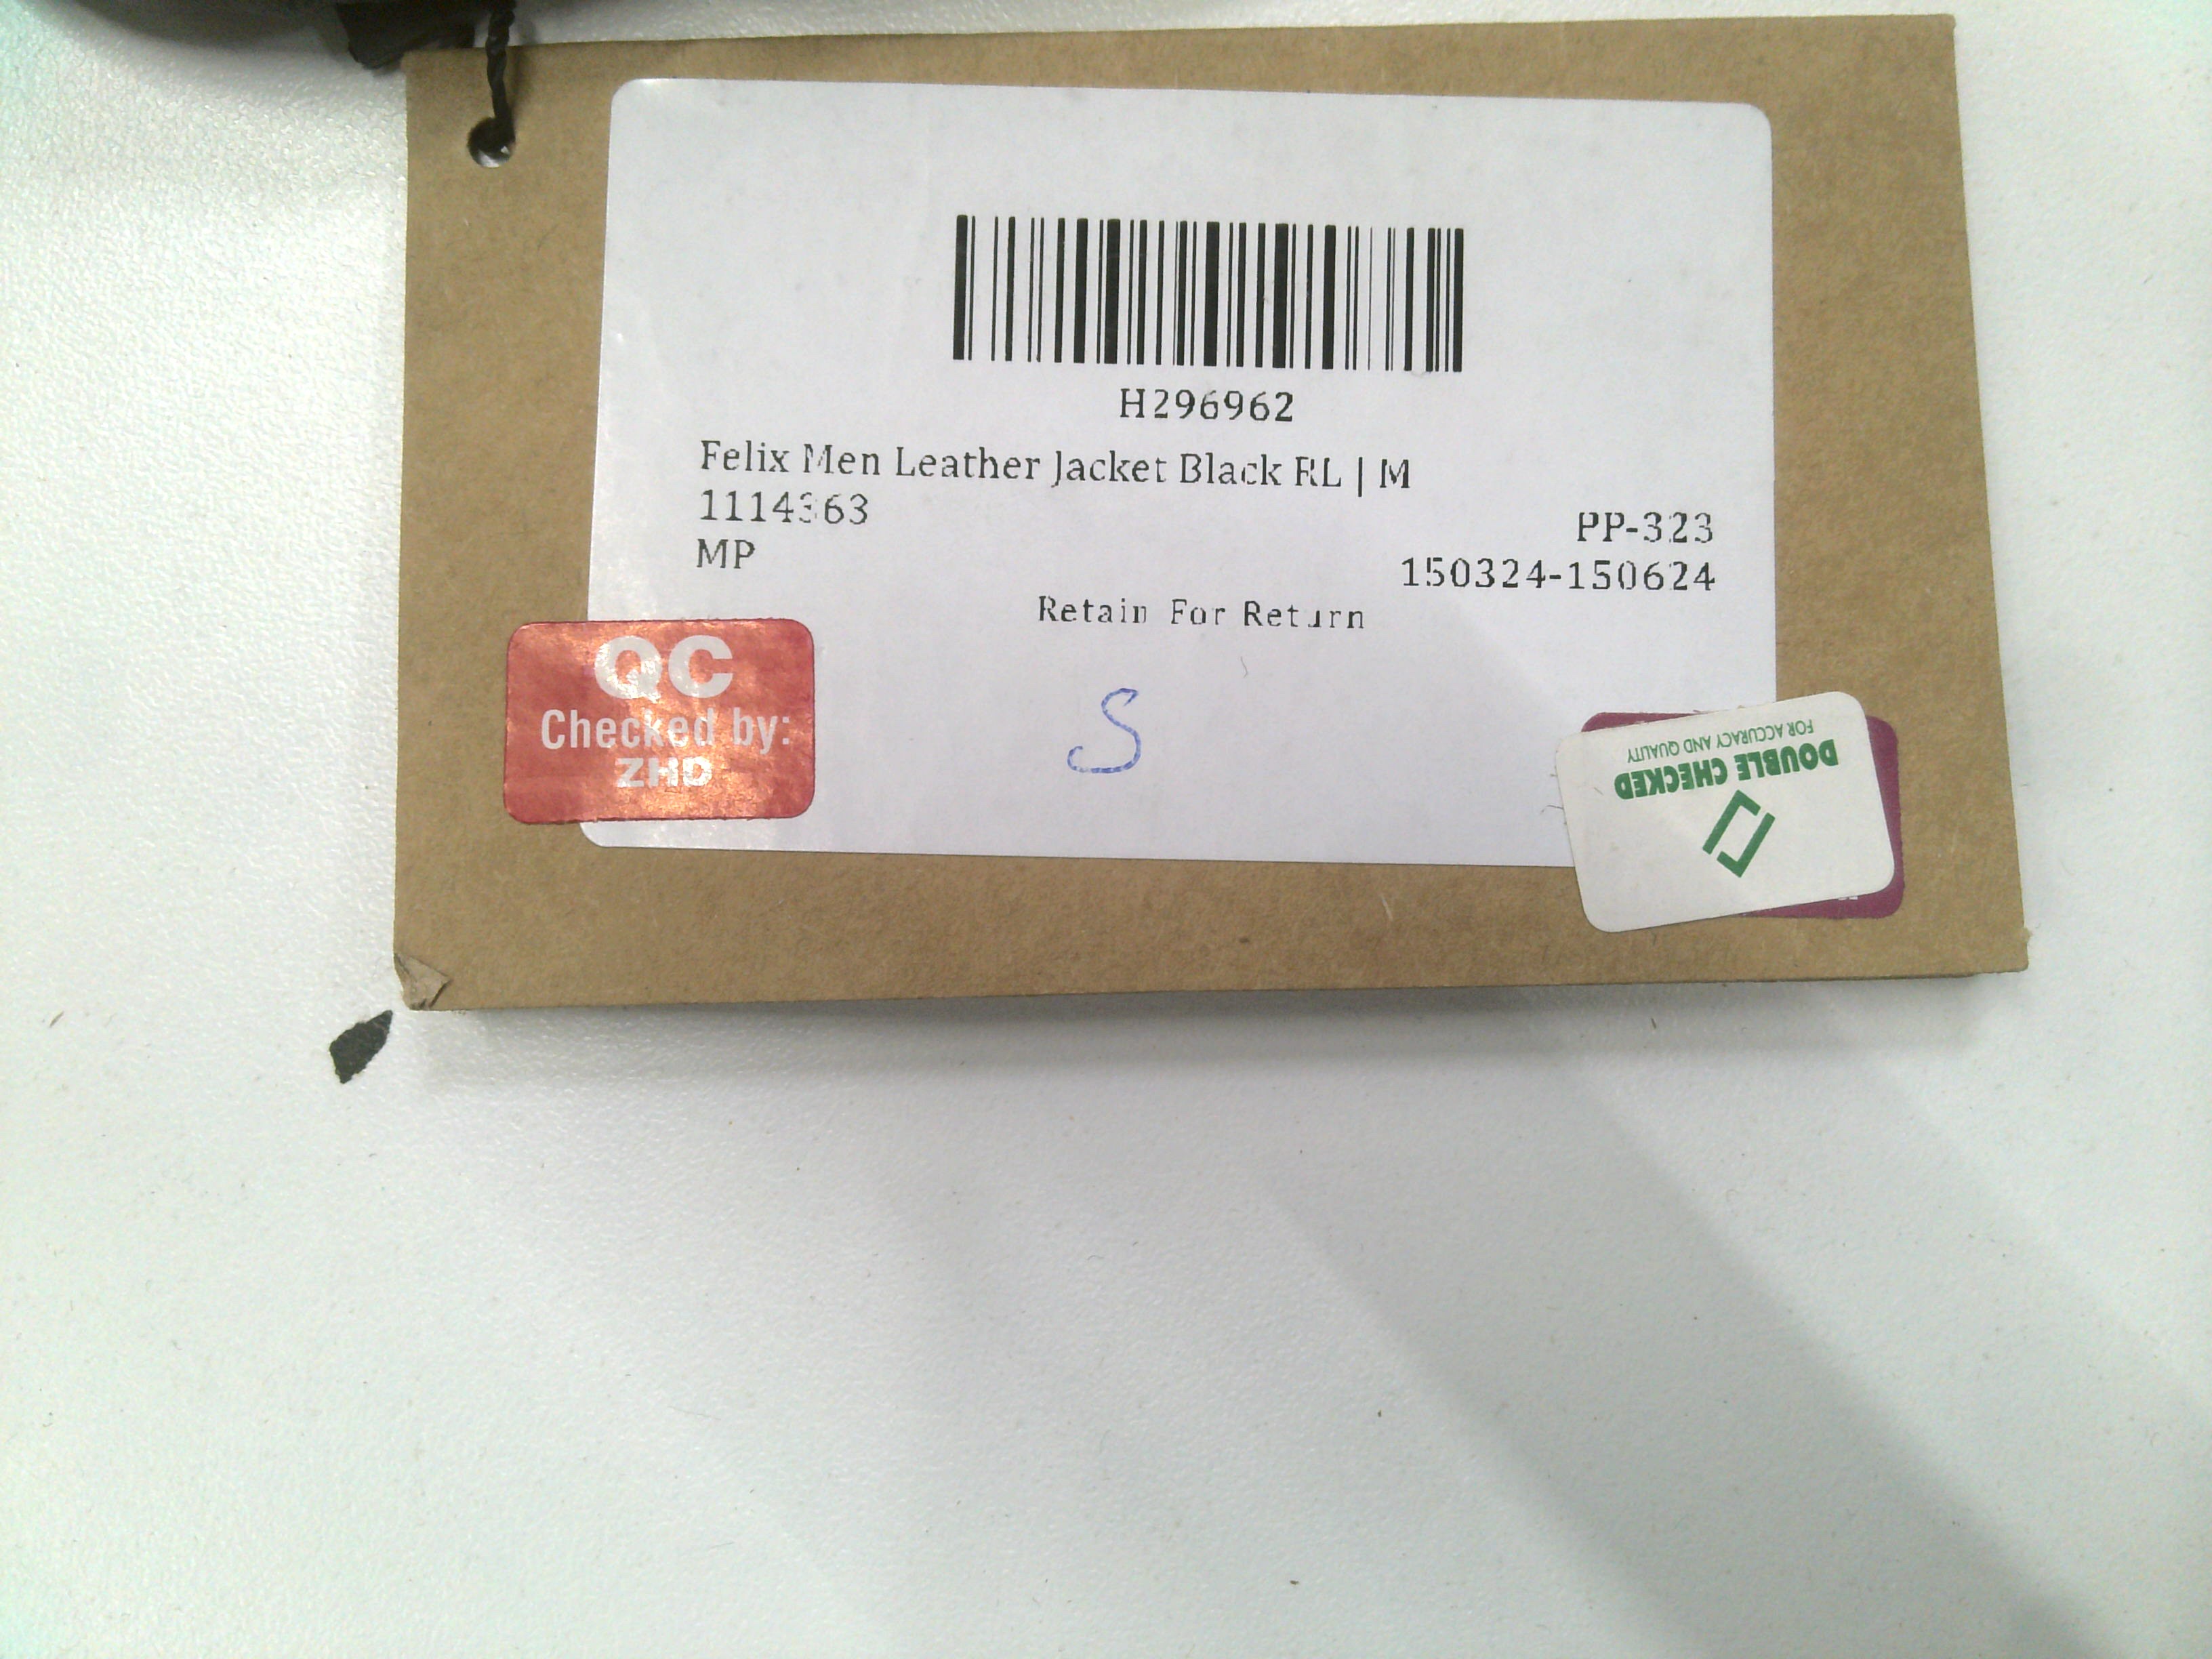 H296962
Felix Men Leather Jacket Black RL | M
1114363
PP-323
MP
150324-150624
Retain For Return
S
QC
Checked by:
ZHD
DOUBLE CHECKED
FOR ACCURACY AND QUALITY